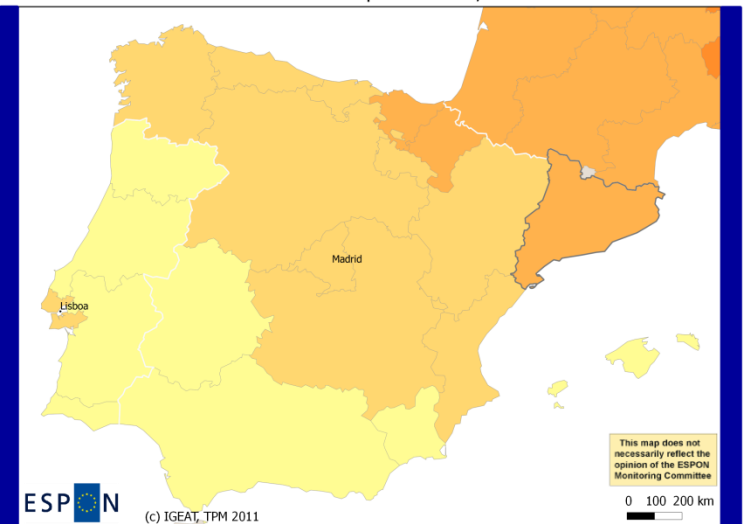 Madrid
Lisboa
This map does not
necessarily reflect the
opinion of the ESPON
Monitoring Committee
0 100 200 km
ESPON
(c) IGEAT, TPM 2011